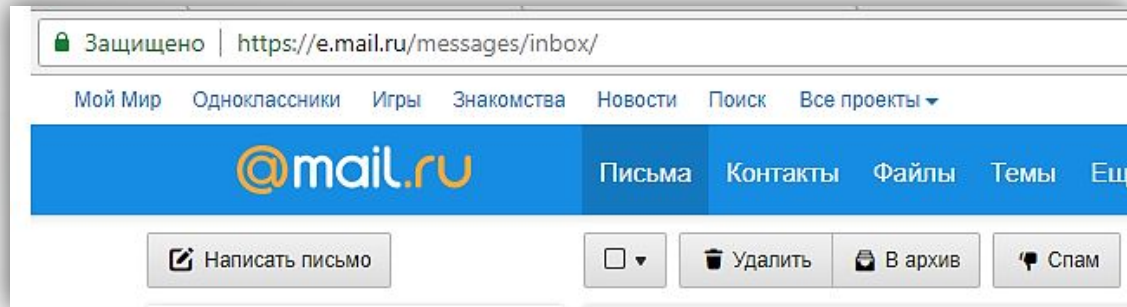 Защищено | https://e.mail.ru/messages/inbox/
Мой Мир Одноклассники Игры Знакомства Новости Поиск Все проекты
@mail.ru Письма Контакты Файлы Темы
Написать письмо Удалить В архив Спам